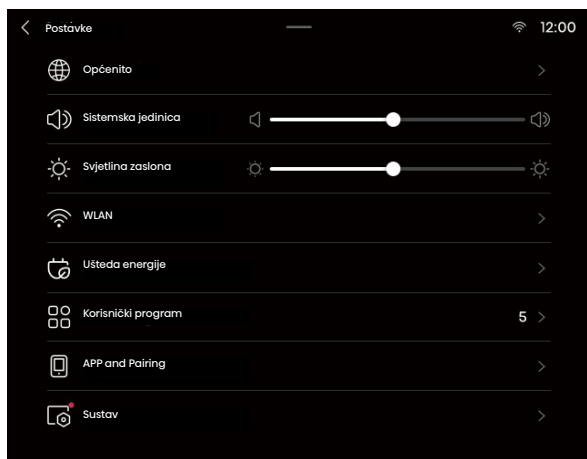 Postavke
12:00
Općenito
Sistemska jedinica
Svjetlina zaslona
WLAN
Ušteda energije
Korisnički program
5
APP and Pairing
Sustav